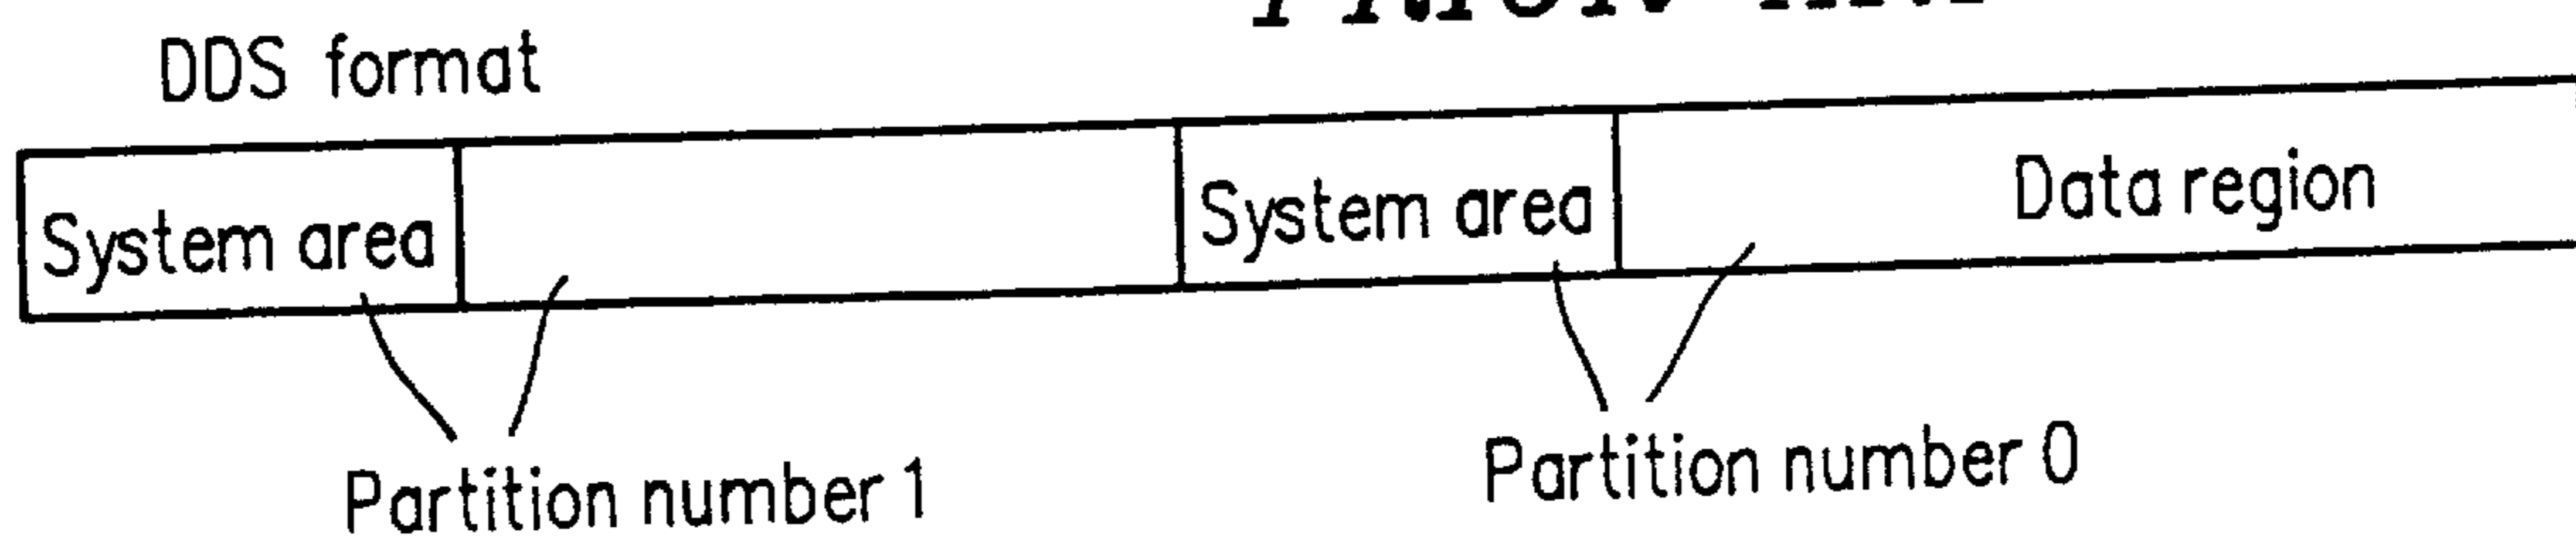 DDS format
System area
System area
Data region
Partition number 1
Partition number 0